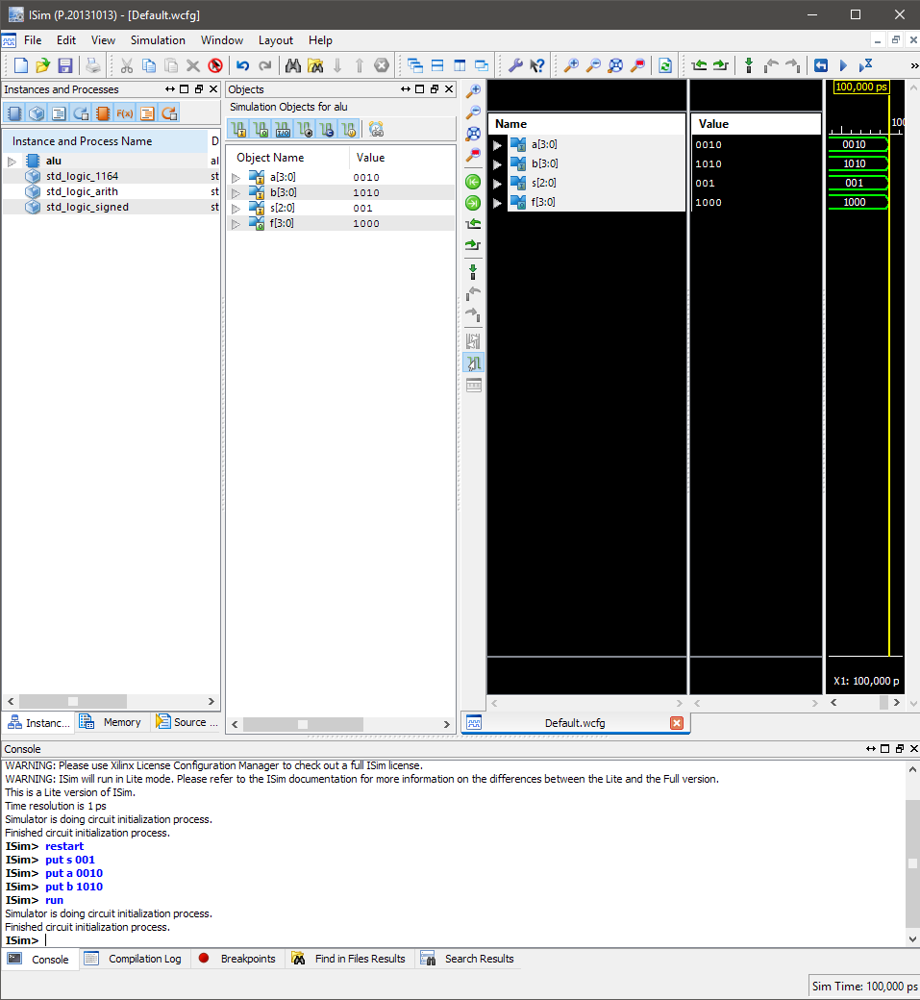 ISim (P.20131013) - [Default.wcfg]
File Edit View Simulation Window Layout Help
Instances and Processes
Instance and Process Name D
alu al
std_logic_1164 st
std_logic_arith st
std_logic_signed st
Instanc... Memory Source ...
Objects
Simulation Objects for alu
Object Name Value
a[3:0] 0010
b[3:0] 1010
s[2:0] 001
f[3:0] 1000
Name Value
a[3:0] 0010
b[3:0] 1010
s[2:0] 001
f[3:0] 1000
100,000 ps
100
0010
1010
001
1000
X1: 100,000 p
Default.wcfg
Console
WARNING: Please use Xilinx License Configuration Manager to check out a full ISim license.
WARNING: ISim will run in Lite mode. Please refer to the ISim documentation for more information on the differences between the Lite and the Full version.
This is a Lite version of ISim.
Time resolution is 1 ps
Simulator is doing circuit initialization process.
Finished circuit initialization process.
ISim> restart
ISim> put s 001
ISim> put a 0010
ISim> put b 1010
ISim> run
Simulator is doing circuit initialization process.
Finished circuit initialization process.
ISim>
Console Compilation Log Breakpoints Find in Files Results Search Results
Sim Time: 100,000 ps